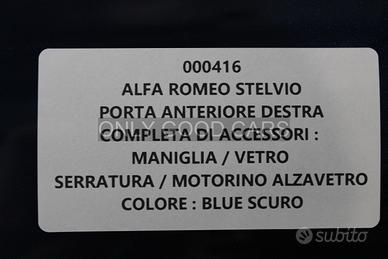 000416
ALFA ROMEO STELVIO
PORTA ANTERIORE DESTRA
ONLY GOOD CARS
COMPLETA DI ACCESSORI :
MANIGLIA / VETRO
SERRATURA / MOTORINO ALZAVETRO
COLORE : BLUE SCURO
subito